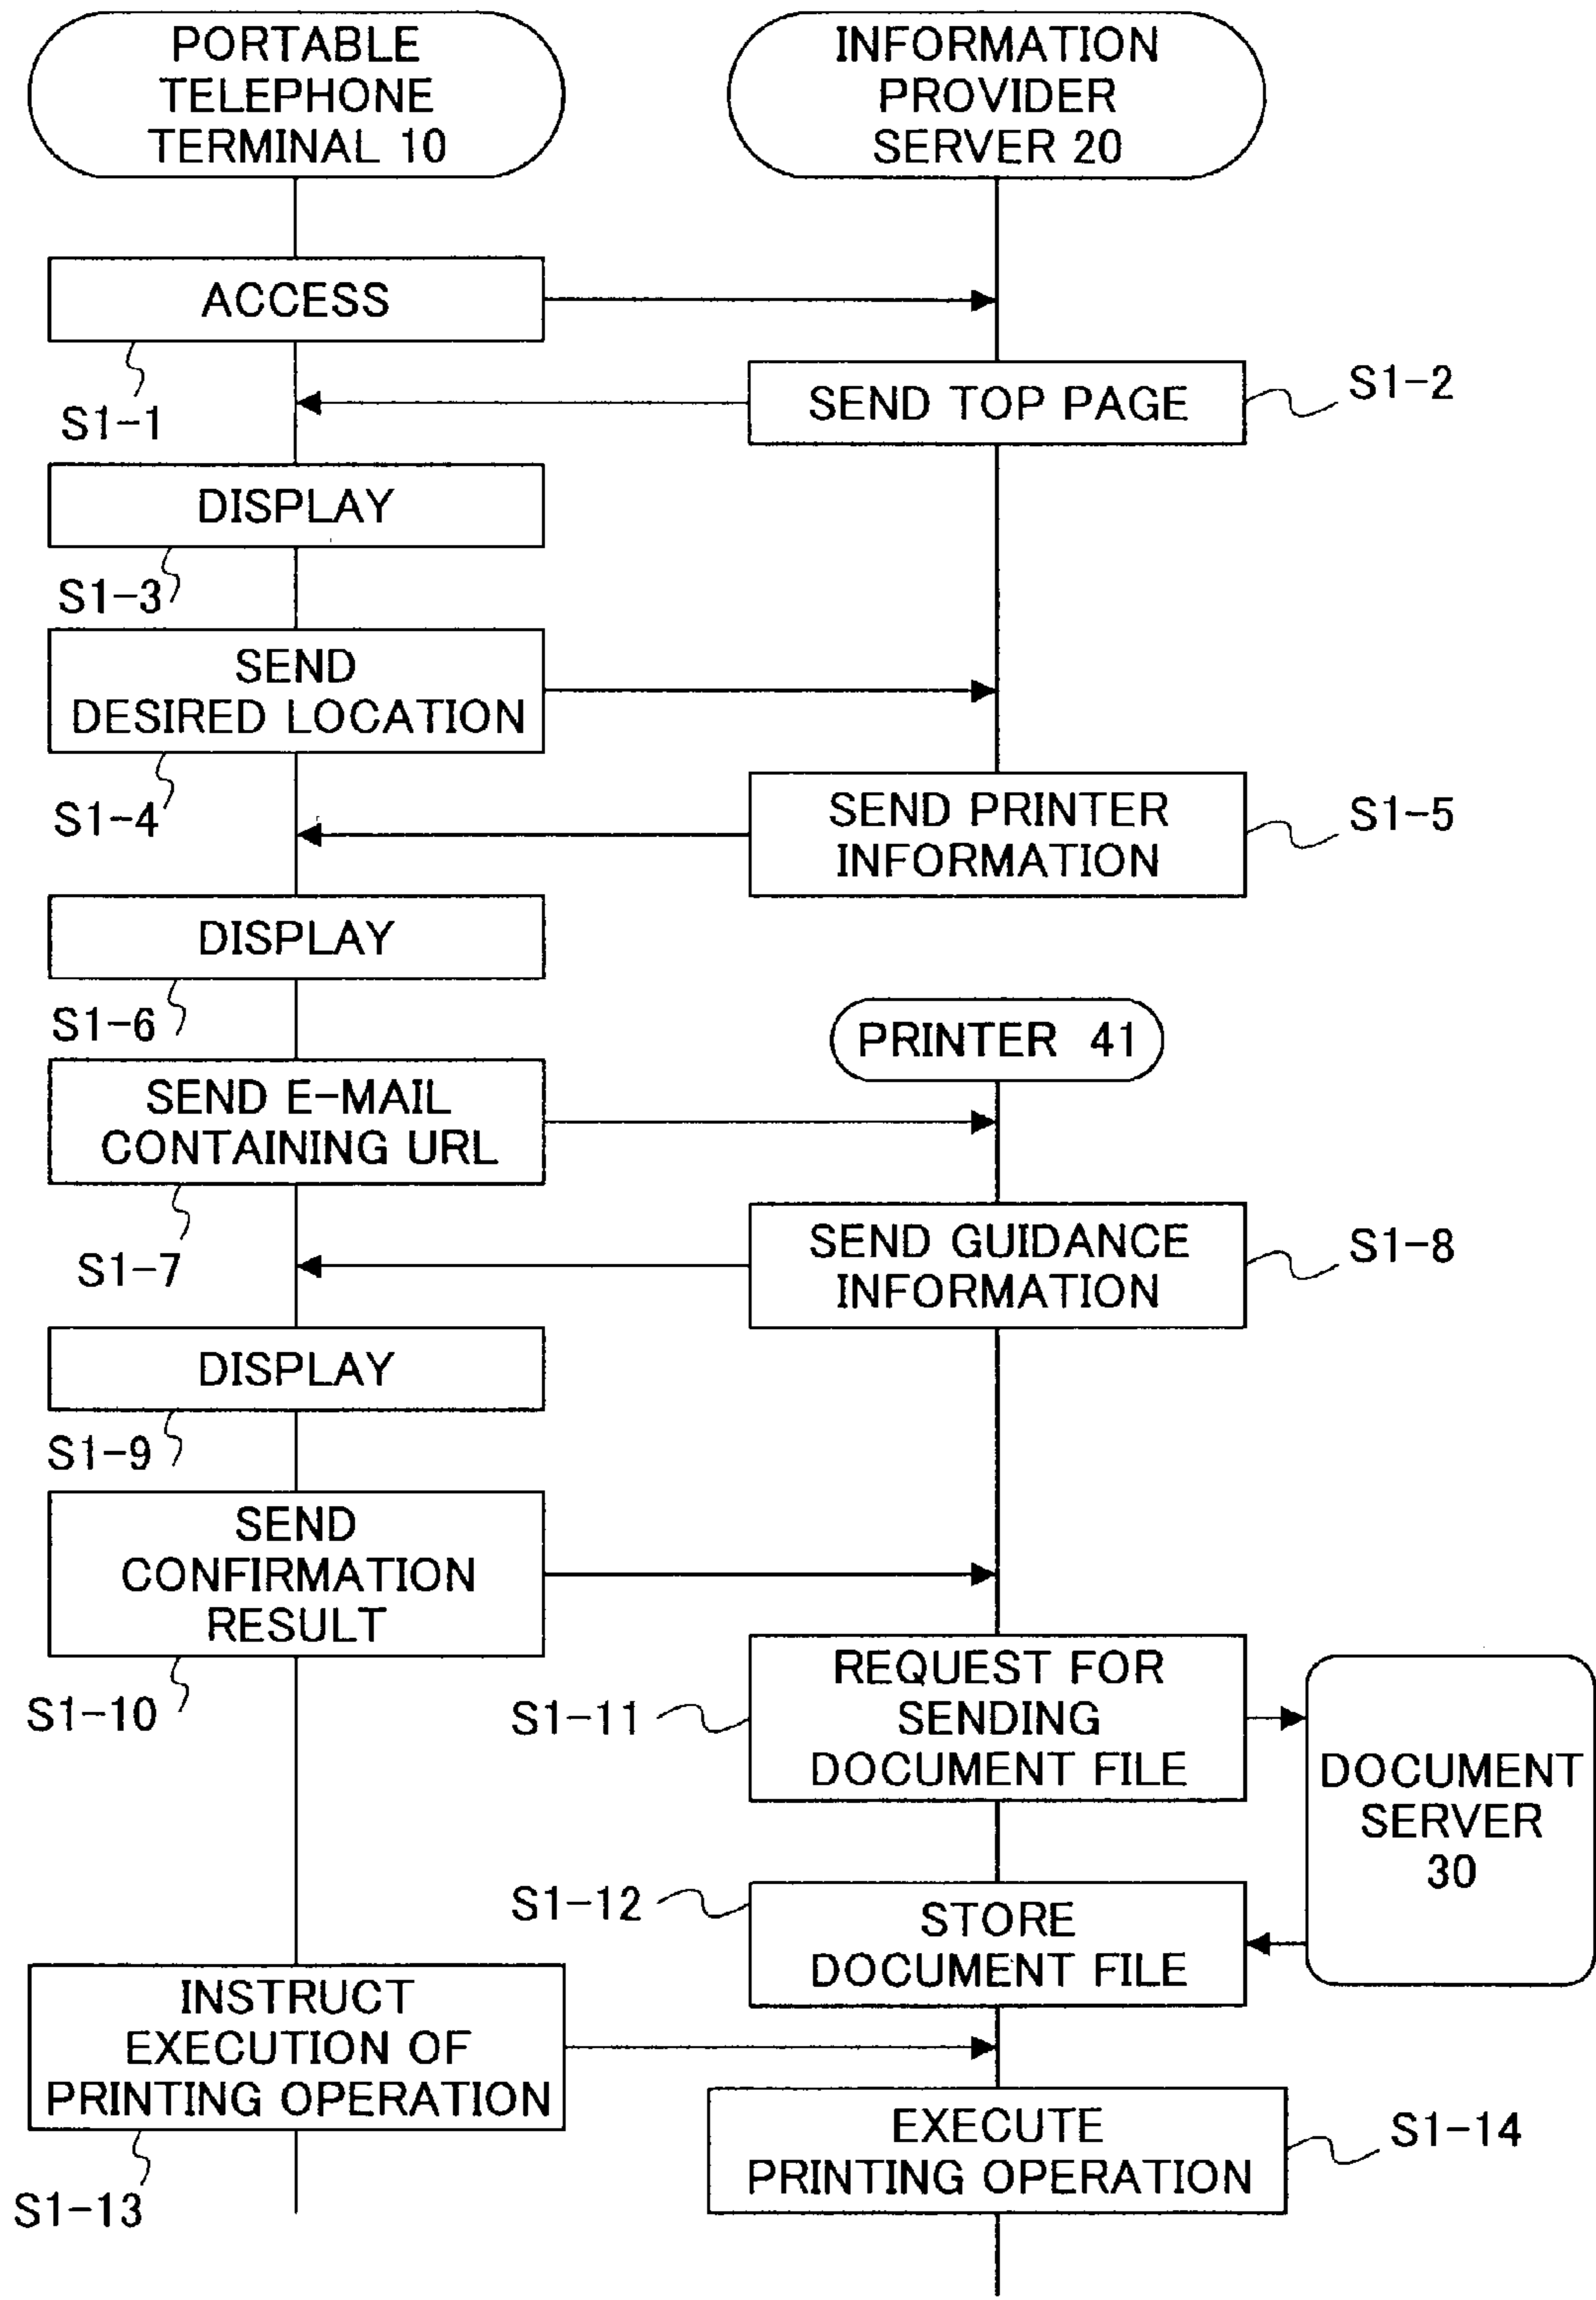 PORTABLE
TELEPHONE
TERMINAL 10
INFORMATION
PROVIDER
SERVER 20
ACCESS
S1-1
SEND TOP PAGE
S1-2
DISPLAY
S1-3
SEND
DESIRED LOCATION
S1-4
SEND PRINTER
INFORMATION
S1-5
DISPLAY
S1-6
PRINTER 41
SEND E-MAIL
CONTAINING URL
S1-7
SEND GUIDANCE
INFORMATION
S1-8
DISPLAY
S1-9
SEND
CONFIRMATION
RESULT
S1-10
REQUEST FOR
SENDING
DOCUMENT FILE
S1-11
DOCUMENT
SERVER
30
S1-12
STORE
DOCUMENT FILE
INSTRUCT
EXECUTION OF
PRINTING OPERATION
S1-13
EXECUTE
PRINTING OPERATION
S1-14